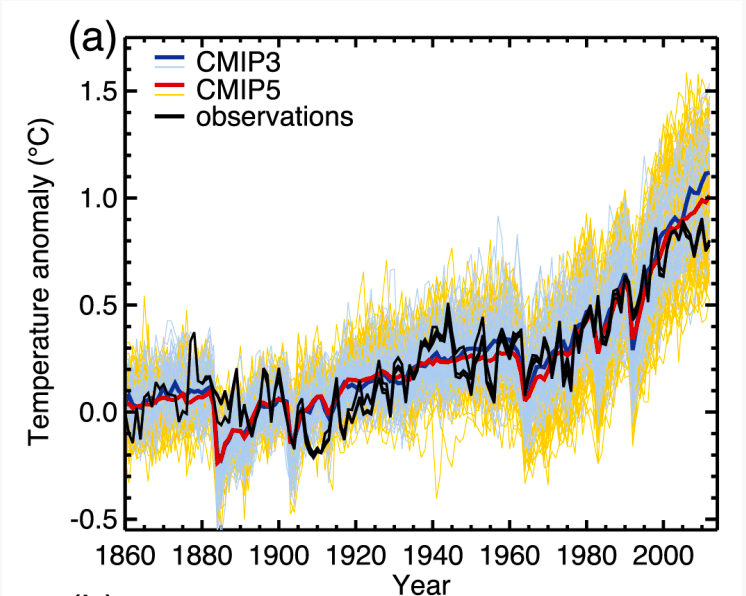 (a)
CMIP3
CMIP5
observations
Temperature anomaly (°C)
1.5
1.0
0.5
0.0
-0.5
1860 1880 1900 1920 1940 1960 1980 2000
Year